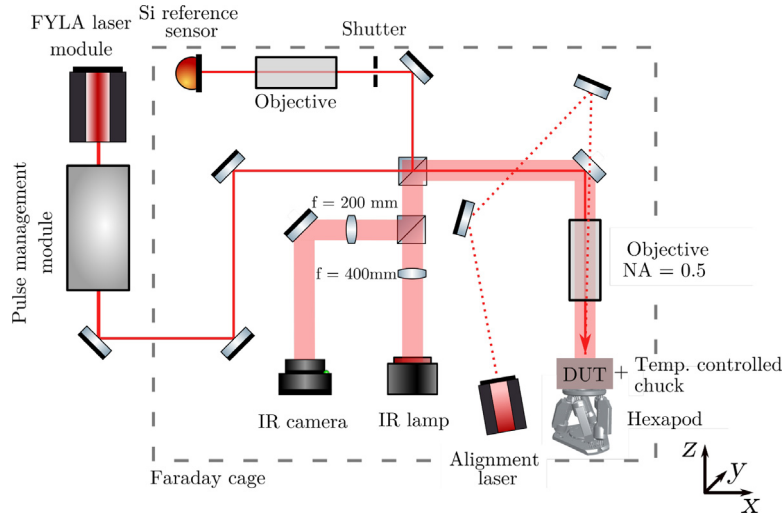 Si reference
sensor
FYLA laser
module
Shutter
Objective
Pulse management
module
f = 200 mm
f = 400mm
Objective
NA = 0.5
DUT
+ Temp. controlled
chuck
IR camera
IR lamp
Hexapod
Alignment
laser
Faraday cage
z
y
x